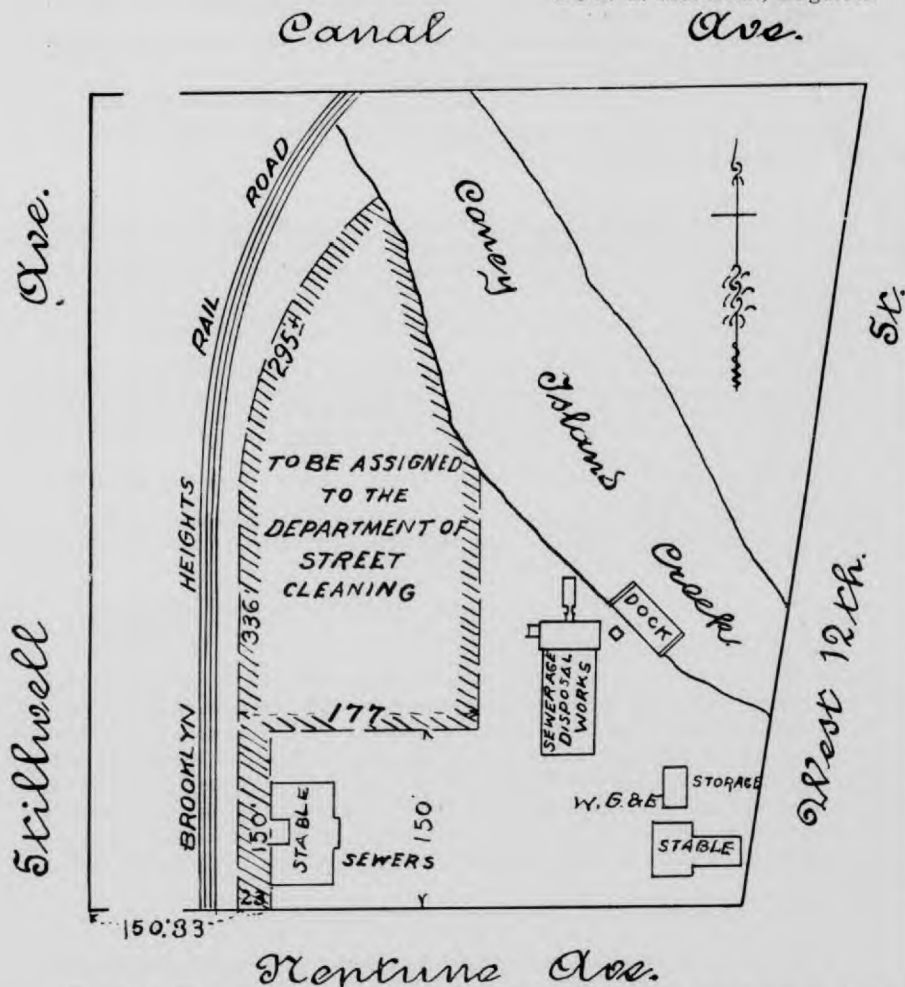 Canal Ave.
Stillwell Ave.
BROOKLYN HEIGHTS RAIL ROAD
Coney Island Creek
West 12th. St.
295±
TO BE ASSIGNED
TO THE
DEPARTMENT OF
STREET
CLEANING
336'
177
DOCK
SEWERAGE
DISPOSAL
WORKS
150'
STABLE
SEWERS
150
W. G. & E
STORAGE
STABLE
23
150.33
Neptune Ave.